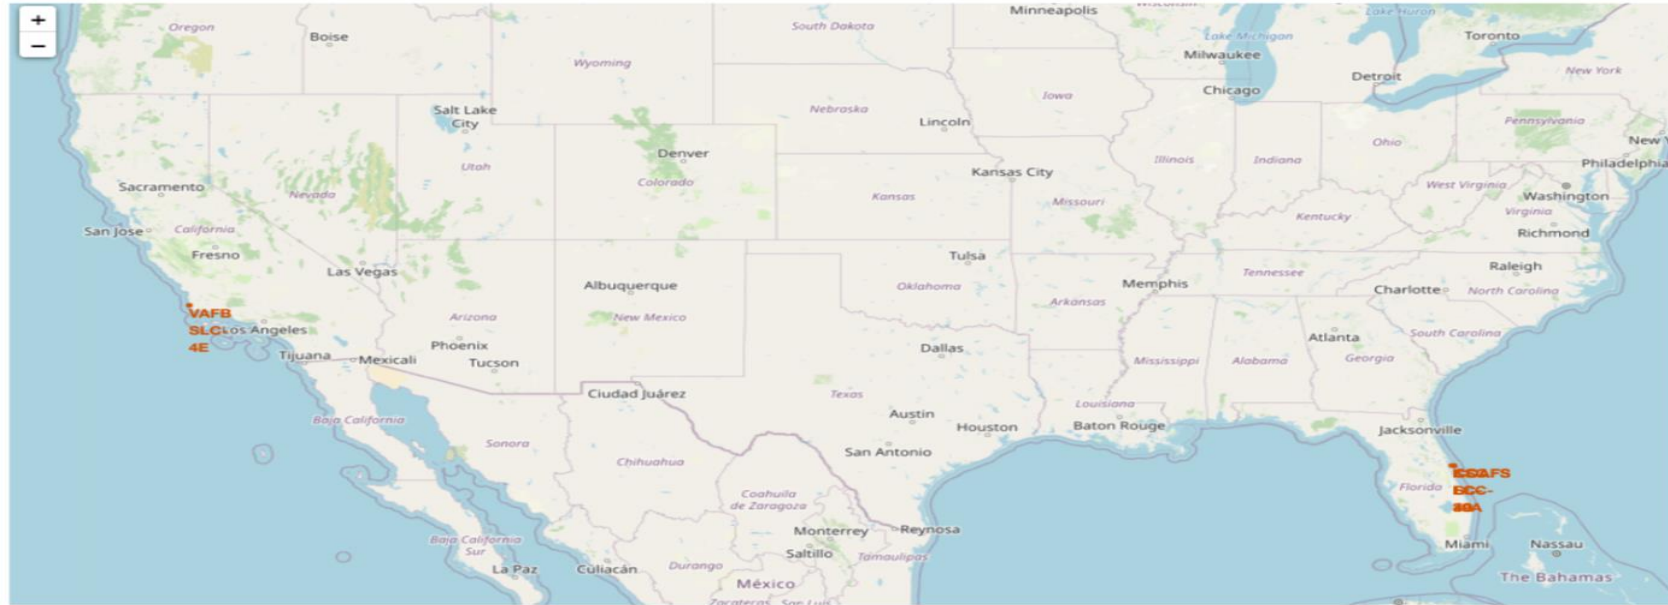 +
−
Oregon
Boise
South Dakota
Minneapolis
Wisconsin
Lake Huron
Toronto
Lake Michigan
Milwaukee
Wyoming
Detroit
New York
Chicago
Iowa
Nebraska
Salt Lake
City
Lincoln
Pennsylvania
Ohio
New
Denver
Utah
Illinois
Indiana
Philadelphia
Kansas City
Colorado
Sacramento
Nevada
Kansas
West Virginia
Washington
Missouri
Virginia
Kentucky
San Jose
California
Richmond
Fresno
Las Vegas
Tulsa
Raleigh
Tennessee
Albuquerque
Oklahoma
Memphis
Charlotte
North Carolina
Arkansas
VAFB
SLC-
4E
Los Angeles
Arizona
New Mexico
South Carolina
Atlanta
Phoenix
Dallas
Tijuana
Mexicali
Tucson
Mississippi
Alabama
Georgia
Ciudad Juárez
Texas
Louisiana
Austin
Baja California
Houston
Baton Rouge
Jacksonville
Sonora
San Antonio
Chihuahua
Florida
Coahuila
de Zaragoza
Monterrey
Reynosa
Baja California
Sur
Saltillo
Tamaulipas
Miami
Nassau
La Paz
Culiacán
Durango
México
The Bahamas
Zacatecas
San Luis